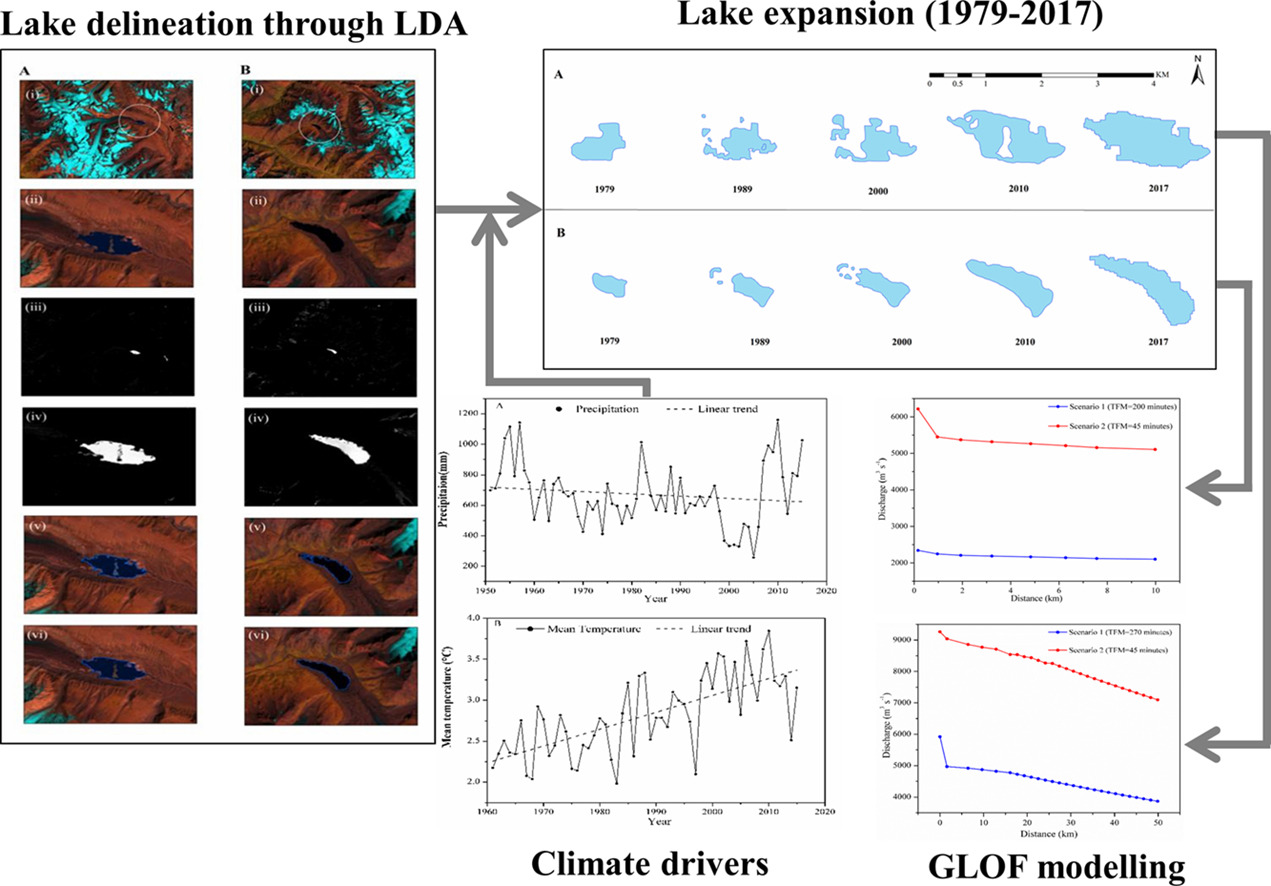 Lake delineation through LDA
Lake expansion (1979-2017)
A
B
(i)
(i)
(ii)
(ii)
(iii)
(iii)
(iv)
(iv)
(v)
(v)
(vi)
(vi)
A
N
0 0.5 1 2 3 4 KM
1979
1989
2000
2010
2017
B
1979
1989
2000
2010
2017
A
Precipitation
Linear trend
Precipitaion(mm)
1200
1000
800
600
400
200
1950 1960 1970 1980 1990 2000 2010 2020
Year
B
Mean Temperature
Linear trend
Mean temperature (°C)
4.0
3.5
3.0
2.5
2.0
1960 1970 1980 1990 2000 2010 2020
Year
Climate drivers
Scenario 1 (TFM=200 minutes)
Scenario 2 (TFM=45 minutes)
Discharge (m³ s⁻¹)
6000
5000
4000
3000
2000
0 2 4 6 8 10
Distance (km)
Scenario 1 (TFM=270 minutes)
Scenario 2 (TFM=45 minutes)
Discharge (m³ s⁻¹)
9000
8000
7000
6000
5000
4000
0 10 20 30 40 50
Distance (km)
GLOF modelling